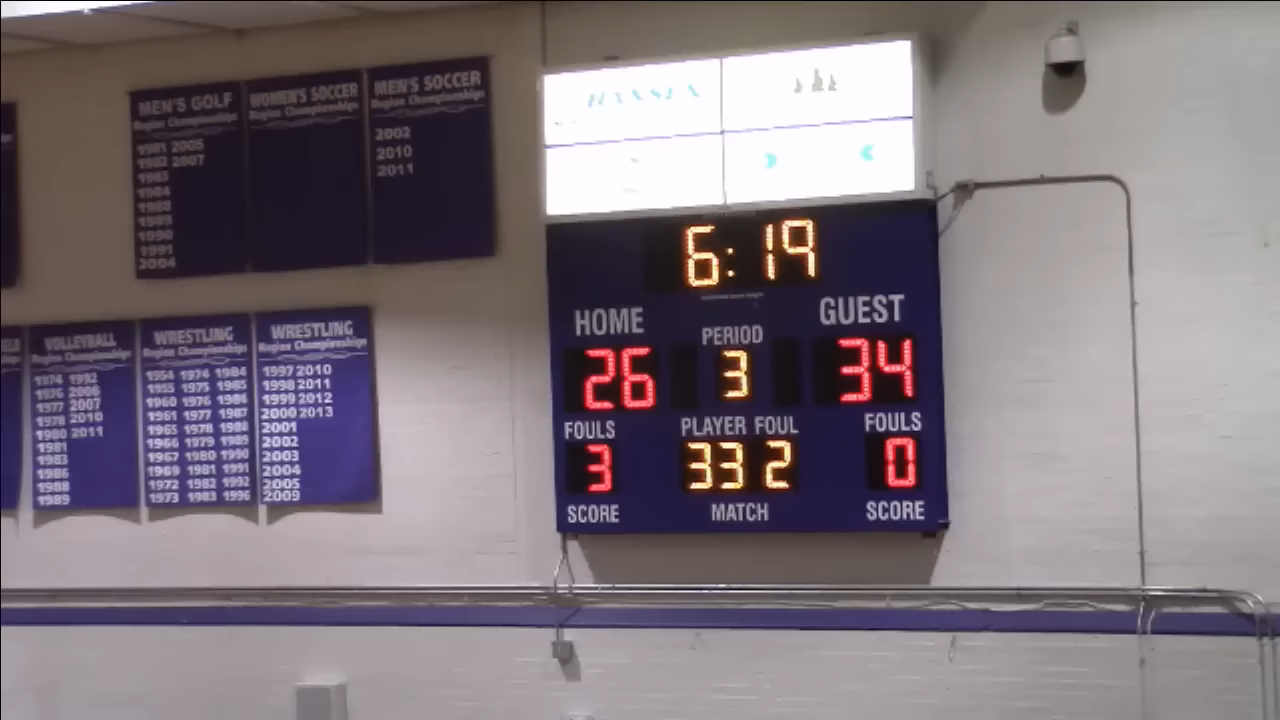 MEN'S GOLF
Region Championships
1981 2005
1982 2007
1983
1984
1988
1989
1990
1991
2004
WOMEN'S SOCCER
Region Championships
MEN'S SOCCER
Region Championships
2002
2010
2011
VOLLEYBALL
Region Championships
1974 1992
1976 2006
1977 2007
1978 2010
1980 2011
1981
1983
1986
1988
1989
WRESTLING
Region Championships
1954 1974 1984
1955 1975 1985
1960 1976 1986
1961 1977 1987
1965 1978 1988
1966 1979 1989
1967 1980 1990
1969 1981 1991
1972 1982 1992
1973 1983 1996
WRESTLING
Region Championships
1997 2010
1998 2011
1999 2012
2000 2013
2001
2002
2003
2004
2005
2009
HANSEN
6:19
HOME
PERIOD
GUEST
26 3 34
FOULS PLAYER FOUL FOULS
3 33 2 0
SCORE MATCH SCORE